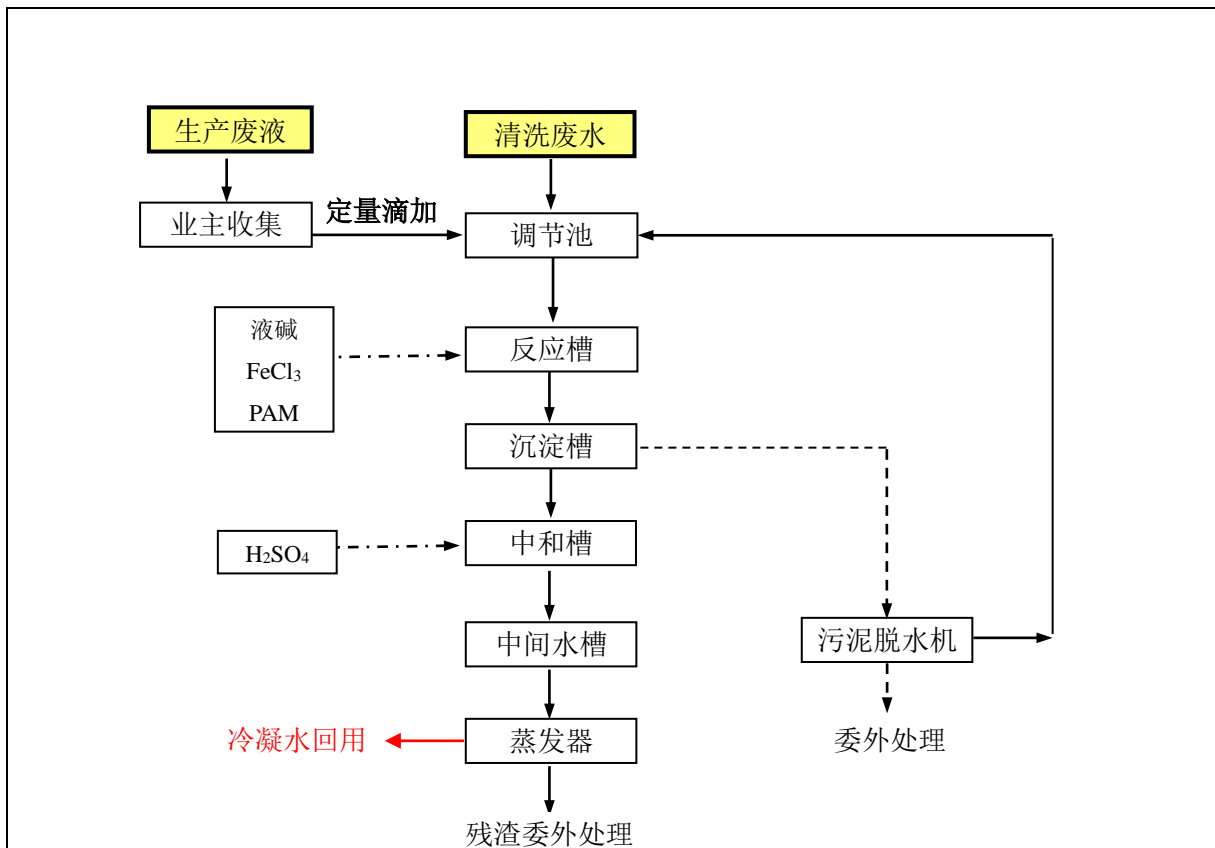 生产废液
清洗废水
业主收集
定量滴加
调节池
液碱
FeCl₃
PAM
反应槽
沉淀槽
H₂SO₄
中和槽
中间水槽
污泥脱水机
冷凝水回用
蒸发器
委外处理
残渣委外处理